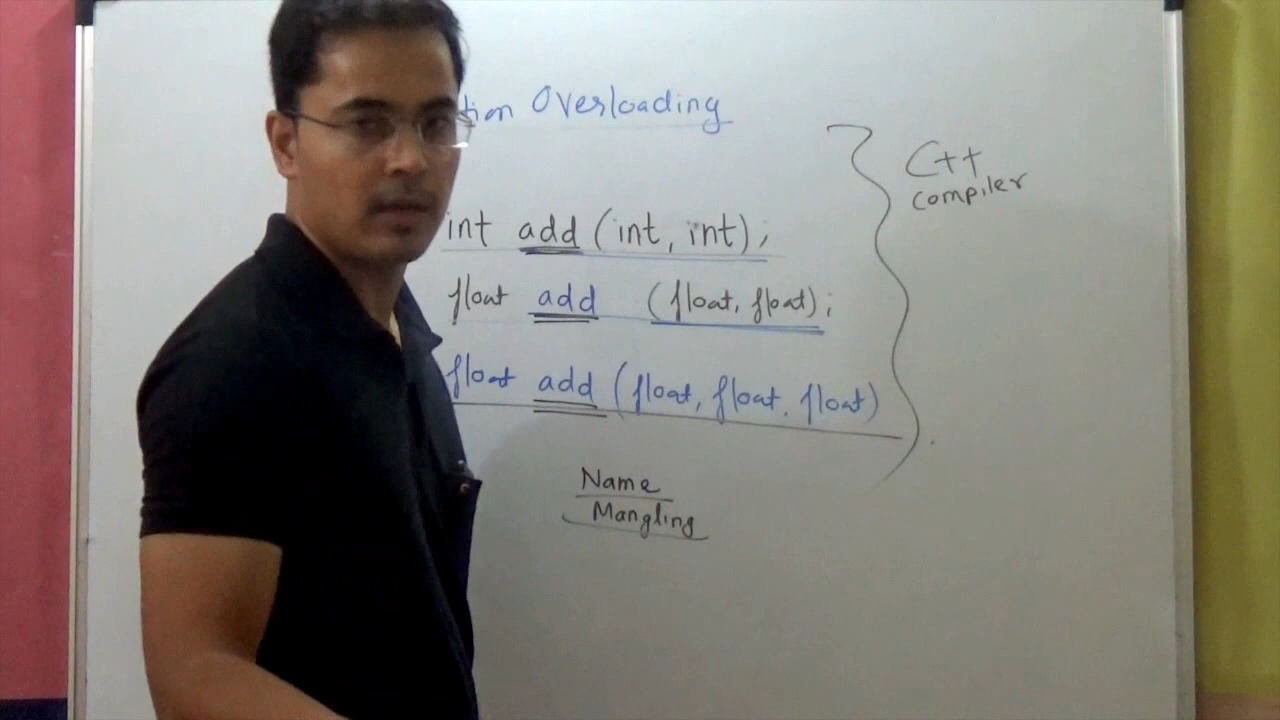 tion Overloading
C++
compiler
int add (int, int);
float add (float, float);
float add (float, float, float)
Name
Mangling